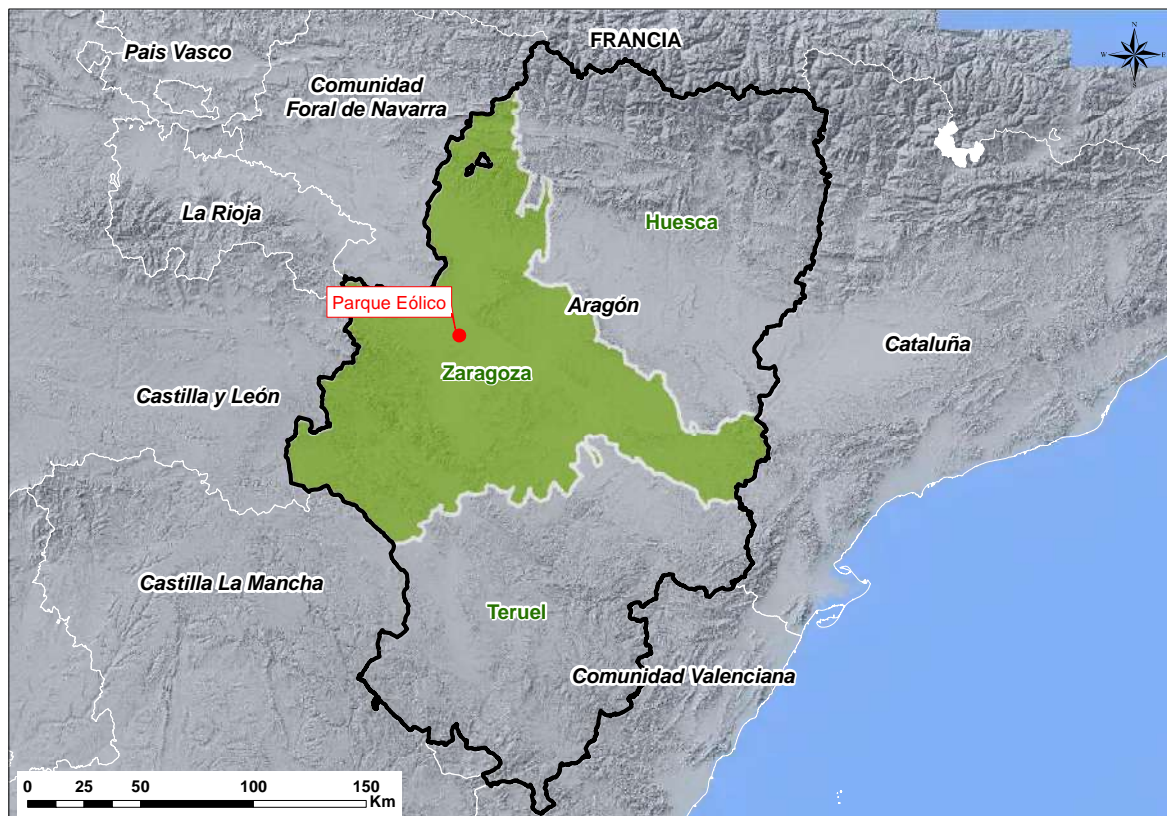 FRANCIA
N
W
E
S
Pais Vasco
Comunidad
Foral de Navarra
La Rioja
Huesca
Parque Eólico
Aragón
Cataluña
Zaragoza
Castilla y León
Castilla La Mancha
Teruel
Comunidad Valenciana
0 25 50 100 150
Km